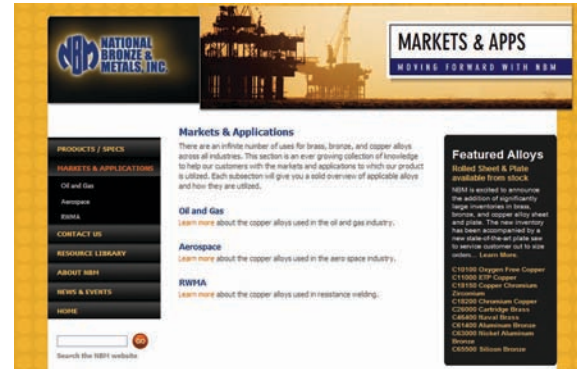 NBM NATIONAL
BRONZE &
METALS, INC.
MARKETS & APPS
MOVING FORWARD WITH NBM
PRODUCTS / SPECS
MARKETS & APPLICATIONS
Oil and Gas
Aerospace
RWMA
CONTACT US
RESOURCE LIBRARY
ABOUT NBM
NEWS & EVENTS
HOME
GO
Search the NBM website
Markets & Applications
There are an infinite number of uses for brass, bronze, and copper alloys
across all industries. This section is an ever growing collection of knowledge
to help our customers with the markets and applications to which our product
is utilized. Each subsection will give you a solid overview of applicable alloys
and how they are utilized.
Oil and Gas
Learn more about the copper alloys used in the oil and gas industry.
Aerospace
Learn more about the copper alloys used in the aero space industry.
RWMA
Learn more about the copper alloys used in resistance welding.
Featured Alloys
Rolled Sheet & Plate
available from stock
NBM is excited to announce
the addition of significantly
large inventories in brass,
bronze, and copper alloy sheet
and plate. The new inventory
has been accompanied by a
new state-of-the-art plate saw
to service customer cut to size
orders... Learn More.
C10100 Oxygen Free Copper
C11000 ETP Copper
C18150 Copper Chromium
Zirconium
C18200 Chromium Copper
C26000 Cartridge Brass
C46400 Naval Brass
C61400 Aluminum Bronze
C63000 Nickel Aluminum
Bronze
C65500 Silicon Bronze